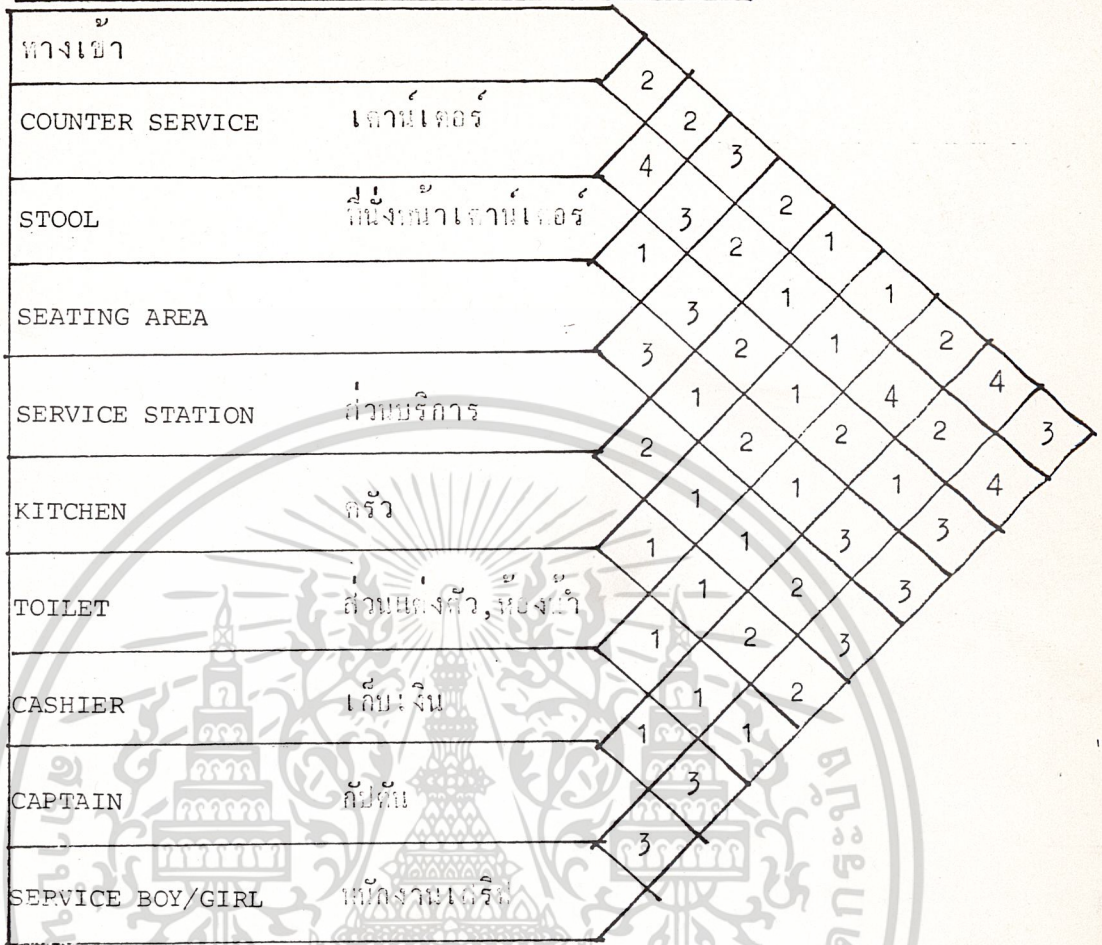 ทางเข้า
2
COUNTER SERVICE เคาน์เตอร์ 2
4 3
STOOL ที่นั่งหน้าเคาน์เตอร์ 3 2
1 2 1
SEATING AREA 3 1 1
3 2 1 2
SERVICE STATION ส่วนบริการ 1 1 4 4
2 2 2 2 3
KITCHEN ครัว 1 1 1 4
1 1 3 3
TOILET ส่วนแต่งตัว,ห้องน้ำ 1 2 3
1 2 3
CASHIER เก็บเงิน 1 2
1 1
CAPTAIN กัปตัน 3
3
SERVICE BOY/GIRL พนักงานเสริฟ